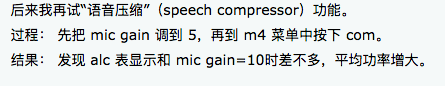 后来我再试“语音压缩”（speech compressor）功能。
过程： 先把 mic gain 调到 5，再到 m4 菜单中按下 com。
结果： 发现 alc 表显示和 mic gain=10时差不多，平均功率增大。